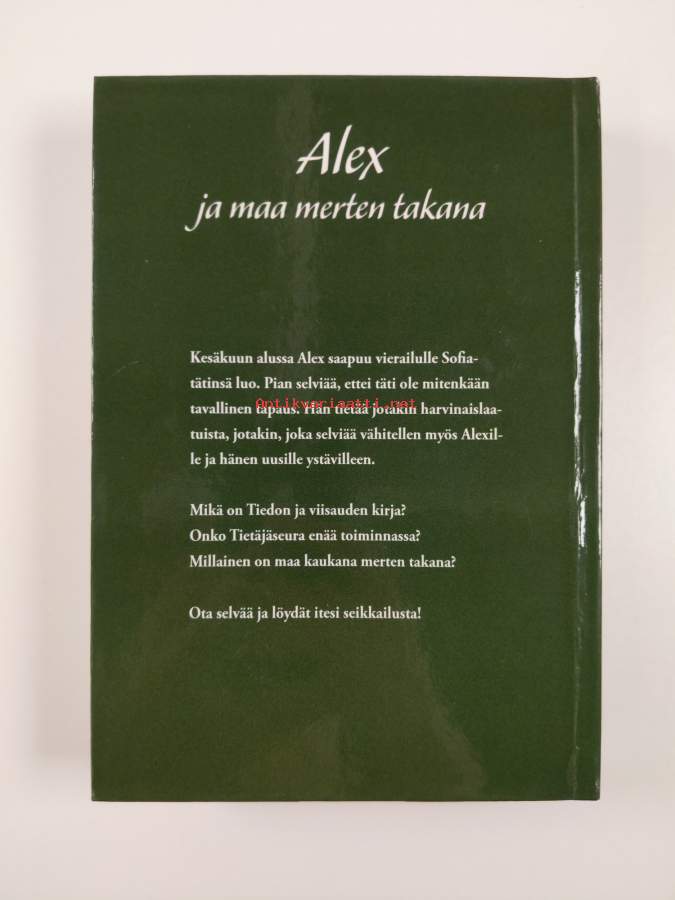 Alex
ja maa merten takana
Kesäkuun alussa Alex saapuu vierailulle Sofia-
tätinsä luo. Pian selviää, ettei täti ole mitenkään
Antikvariaatti.net
tavallinen tapaus. Hän tietää jotakin harvinaislaa-
tuista, jotakin, joka selviää vähitellen myös Alexil-
le ja hänen uusille ystävilleen.
Mikä on Tiedon ja viisauden kirja?
Onko Tietäjäseura enää toiminnassa?
Millainen on maa kaukana merten takana?
Ota selvää ja löydät itesi seikkailusta!